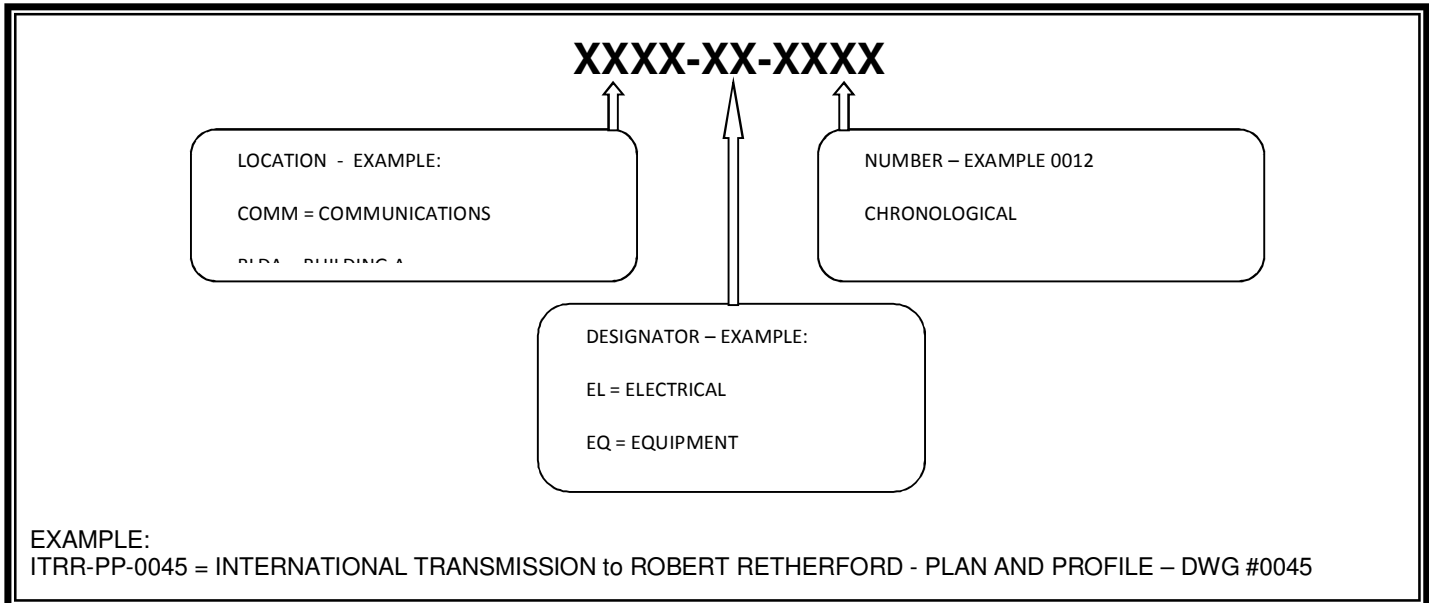 XXXX-XX-XXXX
LOCATION - EXAMPLE:
COMM = COMMUNICATIONS
NUMBER – EXAMPLE 0012
CHRONOLOGICAL
DESIGNATOR – EXAMPLE:
EL = ELECTRICAL
EQ = EQUIPMENT
EXAMPLE:
ITRR-PP-0045 = INTERNATIONAL TRANSMISSION to ROBERT RETHERFORD - PLAN AND PROFILE – DWG #0045